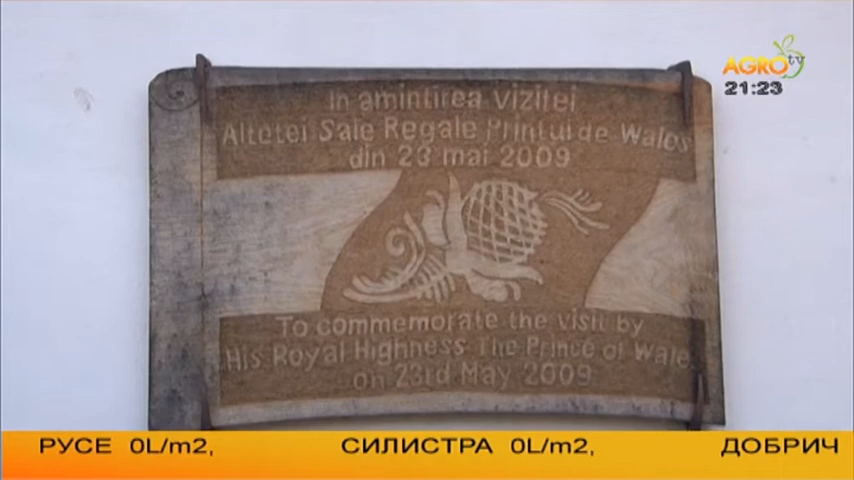 AGRO tv
21:23
In amintirea vizitei
Altetei Sale Regale Printul de Wales
din 23 mai 2009
To commemorate the visit by
His Royal Highness The Prince of Wales
on 23rd May 2009
РУСЕ 0L/m2, СИЛИСТРА 0L/m2, ДОБРИЧ